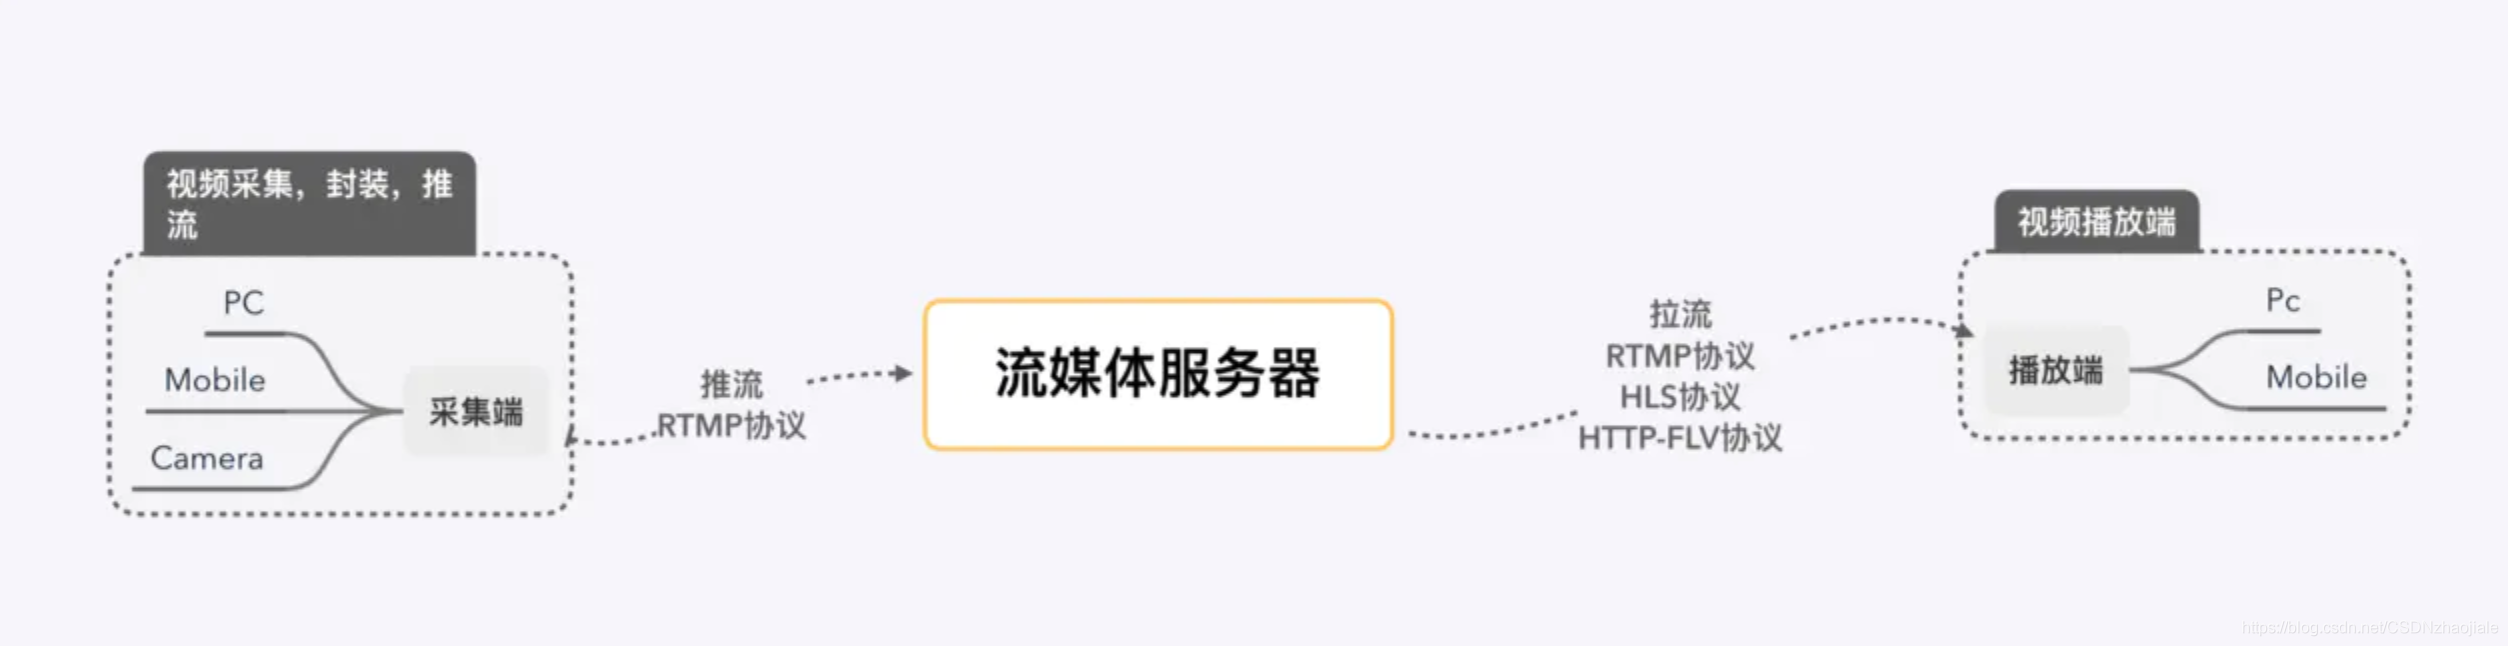 视频采集，封装，推
流
PC
Mobile
Camera
采集端
推流
RTMP协议
流媒体服务器
拉流
RTMP协议
HLS协议
HTTP-FLV协议
视频播放端
播放端
Pc
Mobile
https://blog.csdn.net/CSDNzhaojiale